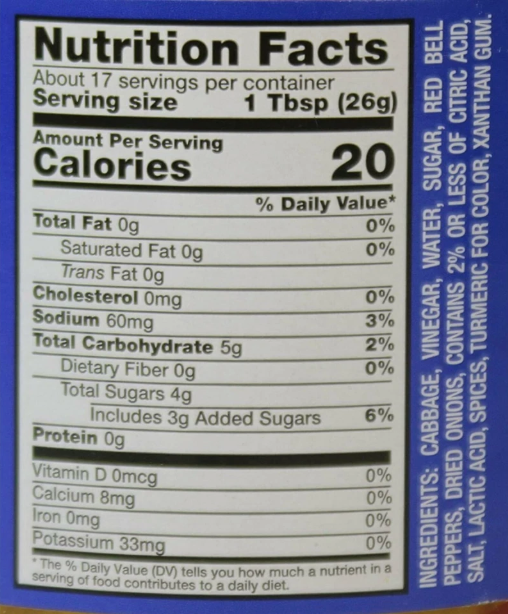 Nutrition Facts
About 17 servings per container
Serving size 1 Tbsp (26g)
Amount Per Serving
Calories 20
% Daily Value*
Total Fat 0g 0%
Saturated Fat 0g 0%
Trans Fat 0g
Cholesterol 0mg 0%
Sodium 60mg 3%
Total Carbohydrate 5g 2%
Dietary Fiber 0g 0%
Total Sugars 4g
Includes 3g Added Sugars 6%
Protein 0g
Vitamin D 0mcg 0%
Calcium 8mg 0%
Iron 0mg 0%
Potassium 33mg 0%
* The % Daily Value (DV) tells you how much a nutrient in a
serving of food contributes to a daily diet.
INGREDIENTS: CABBAGE, VINEGAR, WATER, SUGAR, RED BELL
PEPPERS, DRIED ONIONS, CONTAINS 2% OR LESS OF CITRIC ACID,
SALT, LACTIC ACID, SPICES, TURMERIC FOR COLOR, XANTHAN GUM.